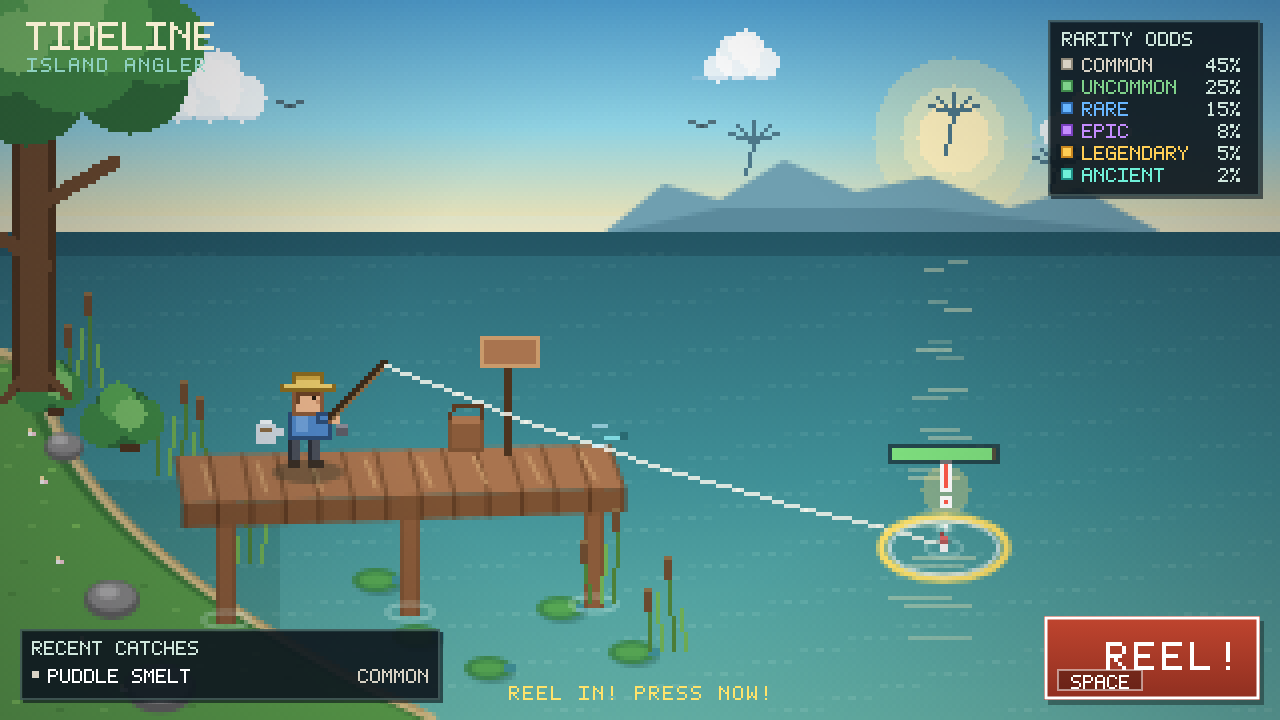 TIDELINE
ISLAND ANGLER
RARITY ODDS
COMMON 45%
UNCOMMON 25%
RARE 15%
EPIC 8%
LEGENDARY 5%
ANCIENT 2%
RECENT CATCHES
PUDDLE SMELT COMMON
REEL IN! PRESS NOW!
REEL!
SPACE